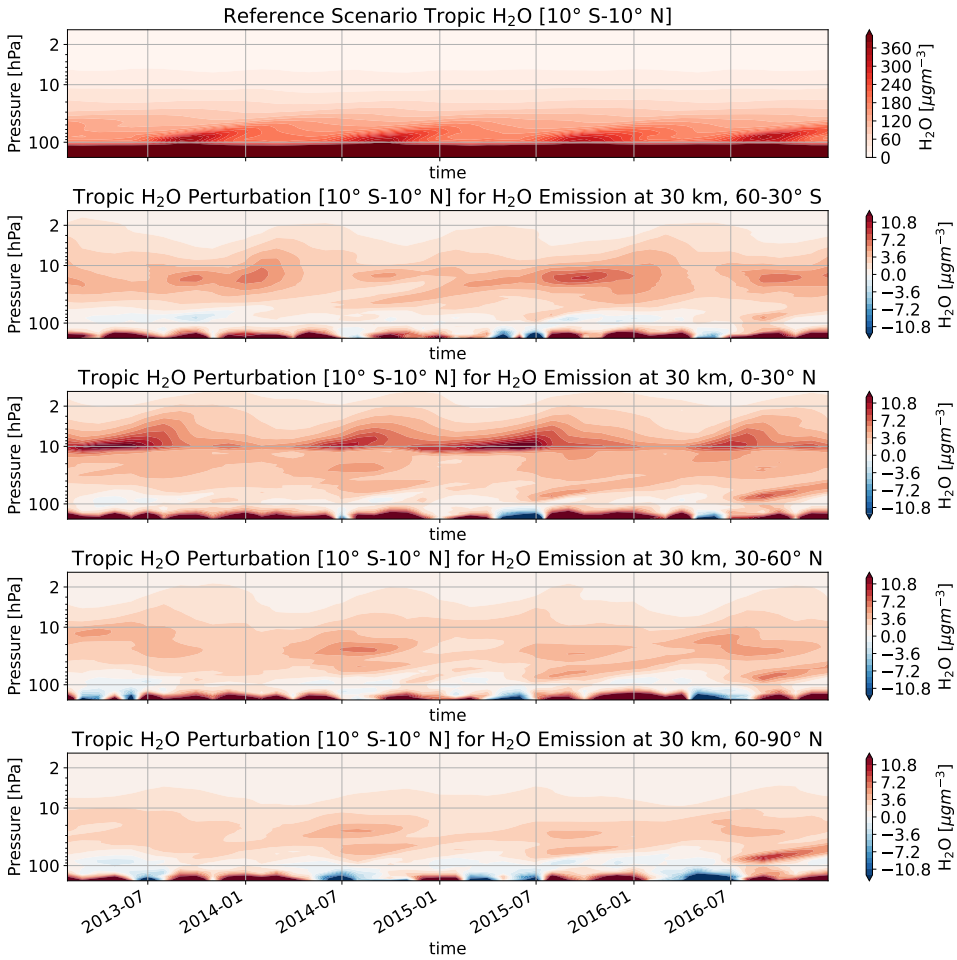 Reference Scenario Tropic H₂O [10° S-10° N]
Pressure [hPa]
2
10
100
time
360
300
240
180
120
60
0
H₂O [μgm⁻³]
Tropic H₂O Perturbation [10° S-10° N] for H₂O Emission at 30 km, 60-30° S
Pressure [hPa]
2
10
100
time
10.8
7.2
3.6
0.0
−3.6
−7.2
−10.8
H₂O [μgm⁻³]
Tropic H₂O Perturbation [10° S-10° N] for H₂O Emission at 30 km, 0-30° N
Pressure [hPa]
2
10
100
time
10.8
7.2
3.6
0.0
−3.6
−7.2
−10.8
H₂O [μgm⁻³]
Tropic H₂O Perturbation [10° S-10° N] for H₂O Emission at 30 km, 30-60° N
Pressure [hPa]
2
10
100
time
10.8
7.2
3.6
0.0
−3.6
−7.2
−10.8
H₂O [μgm⁻³]
Tropic H₂O Perturbation [10° S-10° N] for H₂O Emission at 30 km, 60-90° N
Pressure [hPa]
2
10
100
2013-07
2014-01
2014-07
2015-01
2015-07
2016-01
2016-07
time
10.8
7.2
3.6
0.0
−3.6
−7.2
−10.8
H₂O [μgm⁻³]